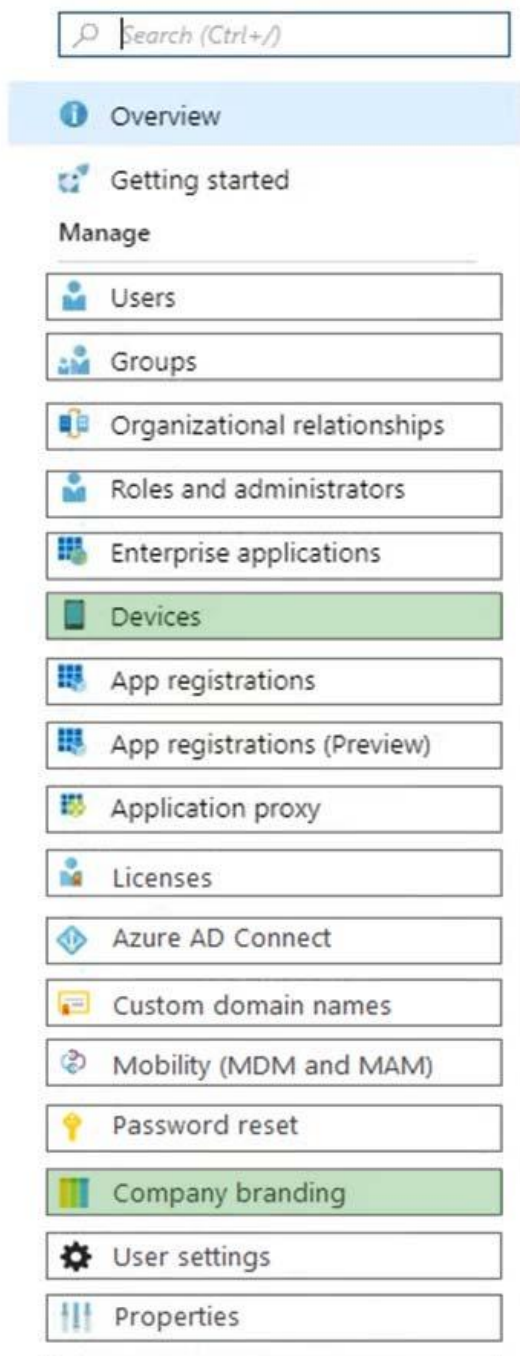 Search (Ctrl+/)
Overview
Getting started
Manage
Users
Groups
Organizational relationships
Roles and administrators
Enterprise applications
Devices
App registrations
App registrations (Preview)
Application proxy
Licenses
Azure AD Connect
Custom domain names
Mobility (MDM and MAM)
Password reset
Company branding
User settings
Properties